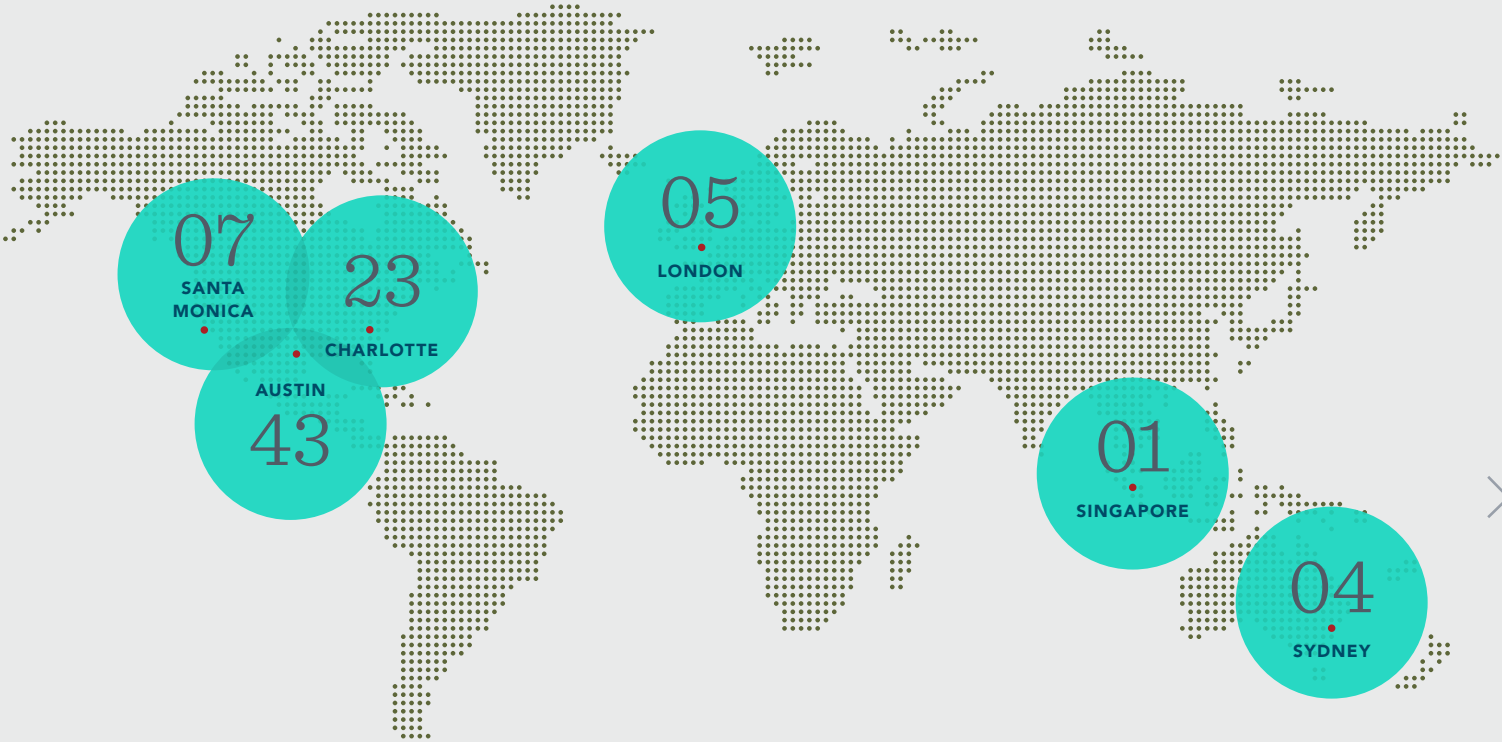 07
SANTA
MONICA
23
CHARLOTTE
AUSTIN
43
05
LONDON
01
SINGAPORE
04
SYDNEY